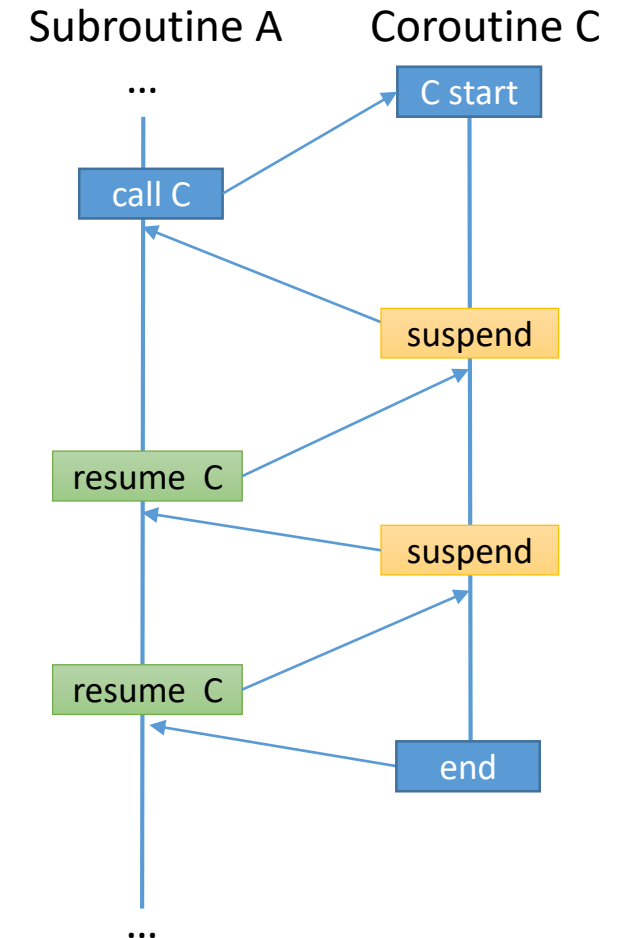 Subroutine A Coroutine C
...
C start
call C
suspend
resume C
suspend
resume C
end
...